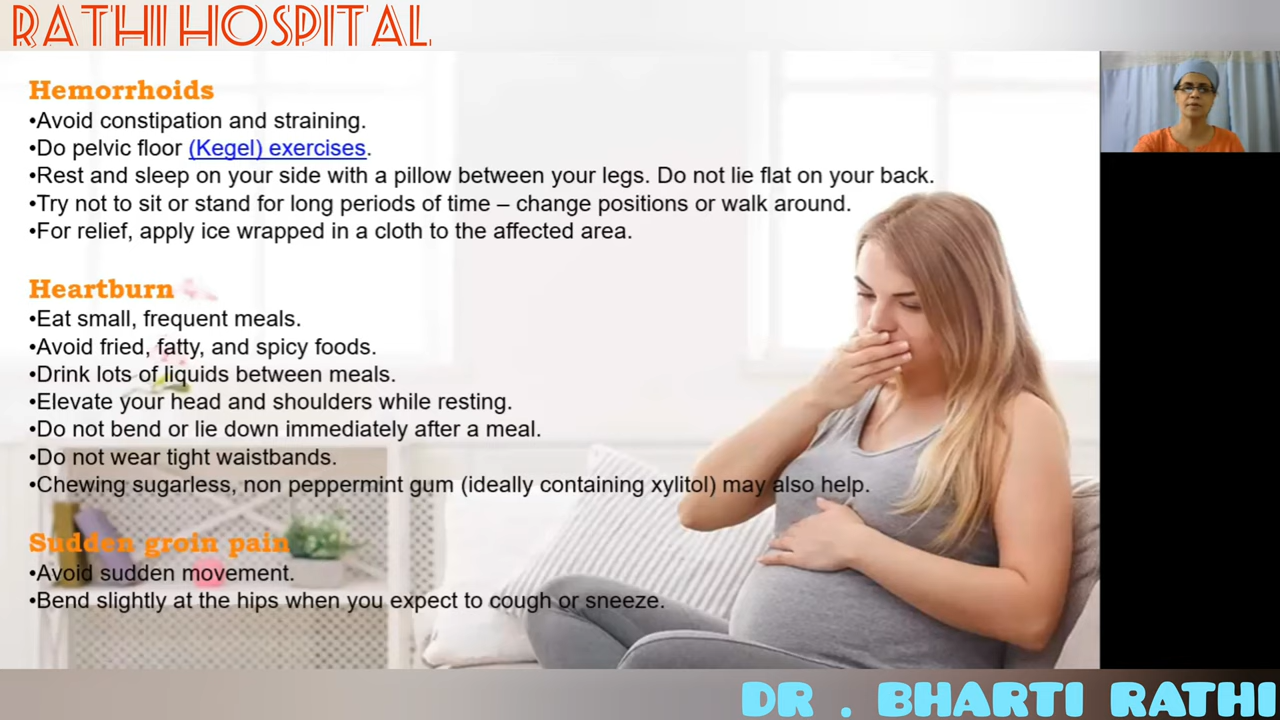 RATHI HOSPITAL
Hemorrhoids
•Avoid constipation and straining.
•Do pelvic floor (Kegel) exercises.
•Rest and sleep on your side with a pillow between your legs. Do not lie flat on your back.
•Try not to sit or stand for long periods of time – change positions or walk around.
•For relief, apply ice wrapped in a cloth to the affected area.
Heartburn
•Eat small, frequent meals.
•Avoid fried, fatty, and spicy foods.
•Drink lots of liquids between meals.
•Elevate your head and shoulders while resting.
•Do not bend or lie down immediately after a meal.
•Do not wear tight waistbands.
•Chewing sugarless, non peppermint gum (ideally containing xylitol) may also help.
Sudden groin pain
•Avoid sudden movement.
•Bend slightly at the hips when you expect to cough or sneeze.
DR . BHARTI RATHI